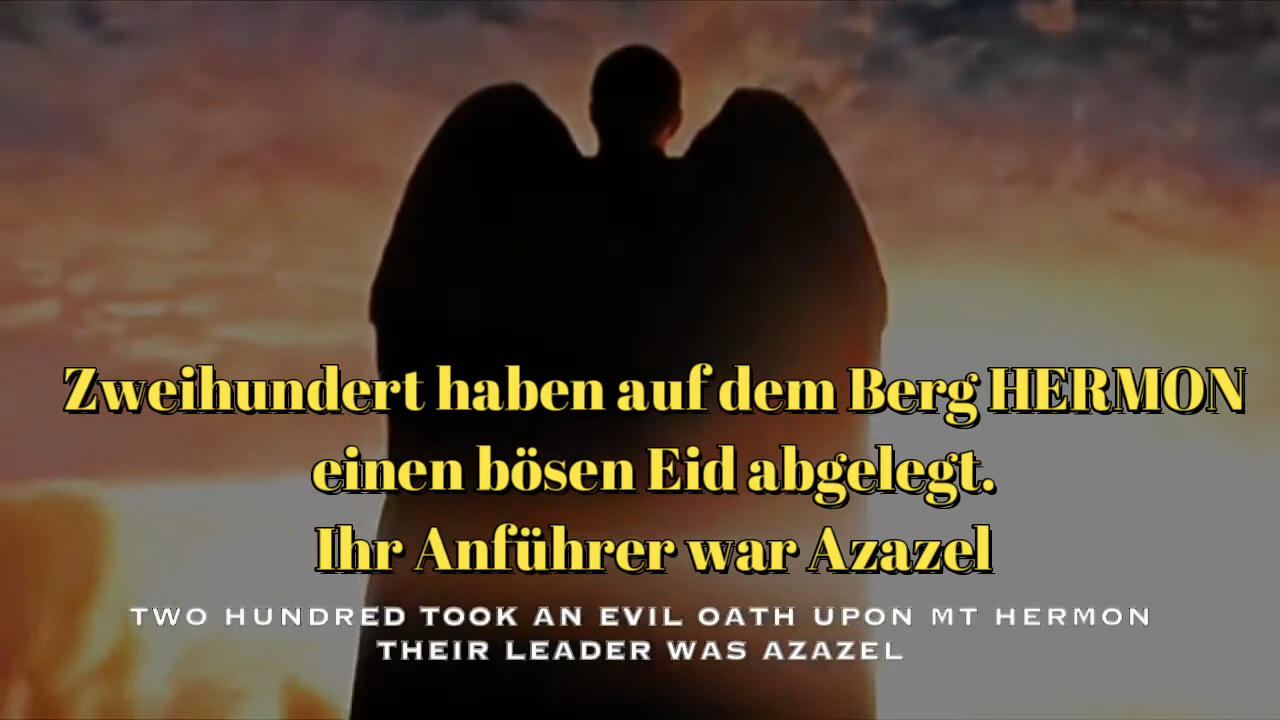 Zweihundert haben auf dem Berg HERMON
einen bösen Eid abgelegt.
Ihr Anführer war Azazel
TWO HUNDRED TOOK AN EVIL OATH UPON MT HERMON
THEIR LEADER WAS AZAZEL